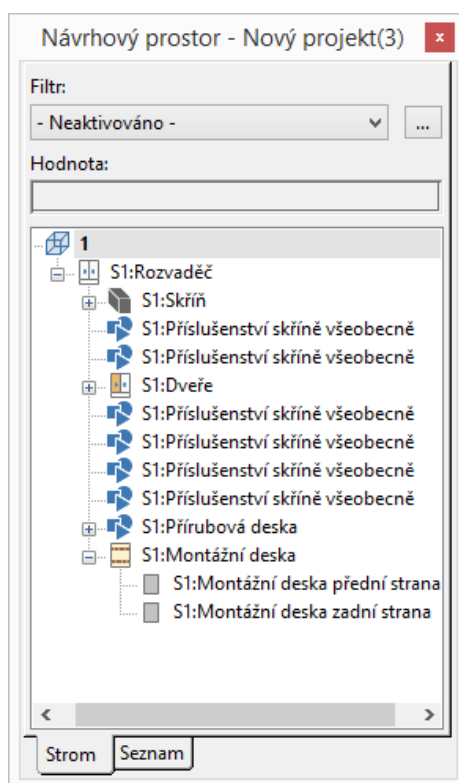 Návrhový prostor - Nový projekt(3)
x
Filtr:
- Neaktivováno -
...
Hodnota:
1
S1:Rozvaděč
S1:Skříň
S1:Příslušenství skříně všeobecně
S1:Příslušenství skříně všeobecně
S1:Dveře
S1:Příslušenství skříně všeobecně
S1:Příslušenství skříně všeobecně
S1:Příslušenství skříně všeobecně
S1:Příslušenství skříně všeobecně
S1:Přírubová deska
S1:Montážní deska
S1:Montážní deska přední strana
S1:Montážní deska zadní strana
Strom Seznam